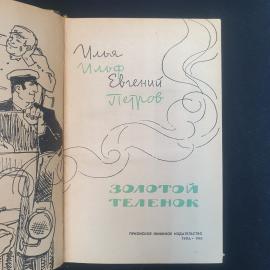 Илья
Ильф
Евгений
Петров
ЗОЛОТОЙ
ТЕЛЕНОК
ПРИОКСКОЕ КНИЖНОЕ ИЗДАТЕЛЬСТВО